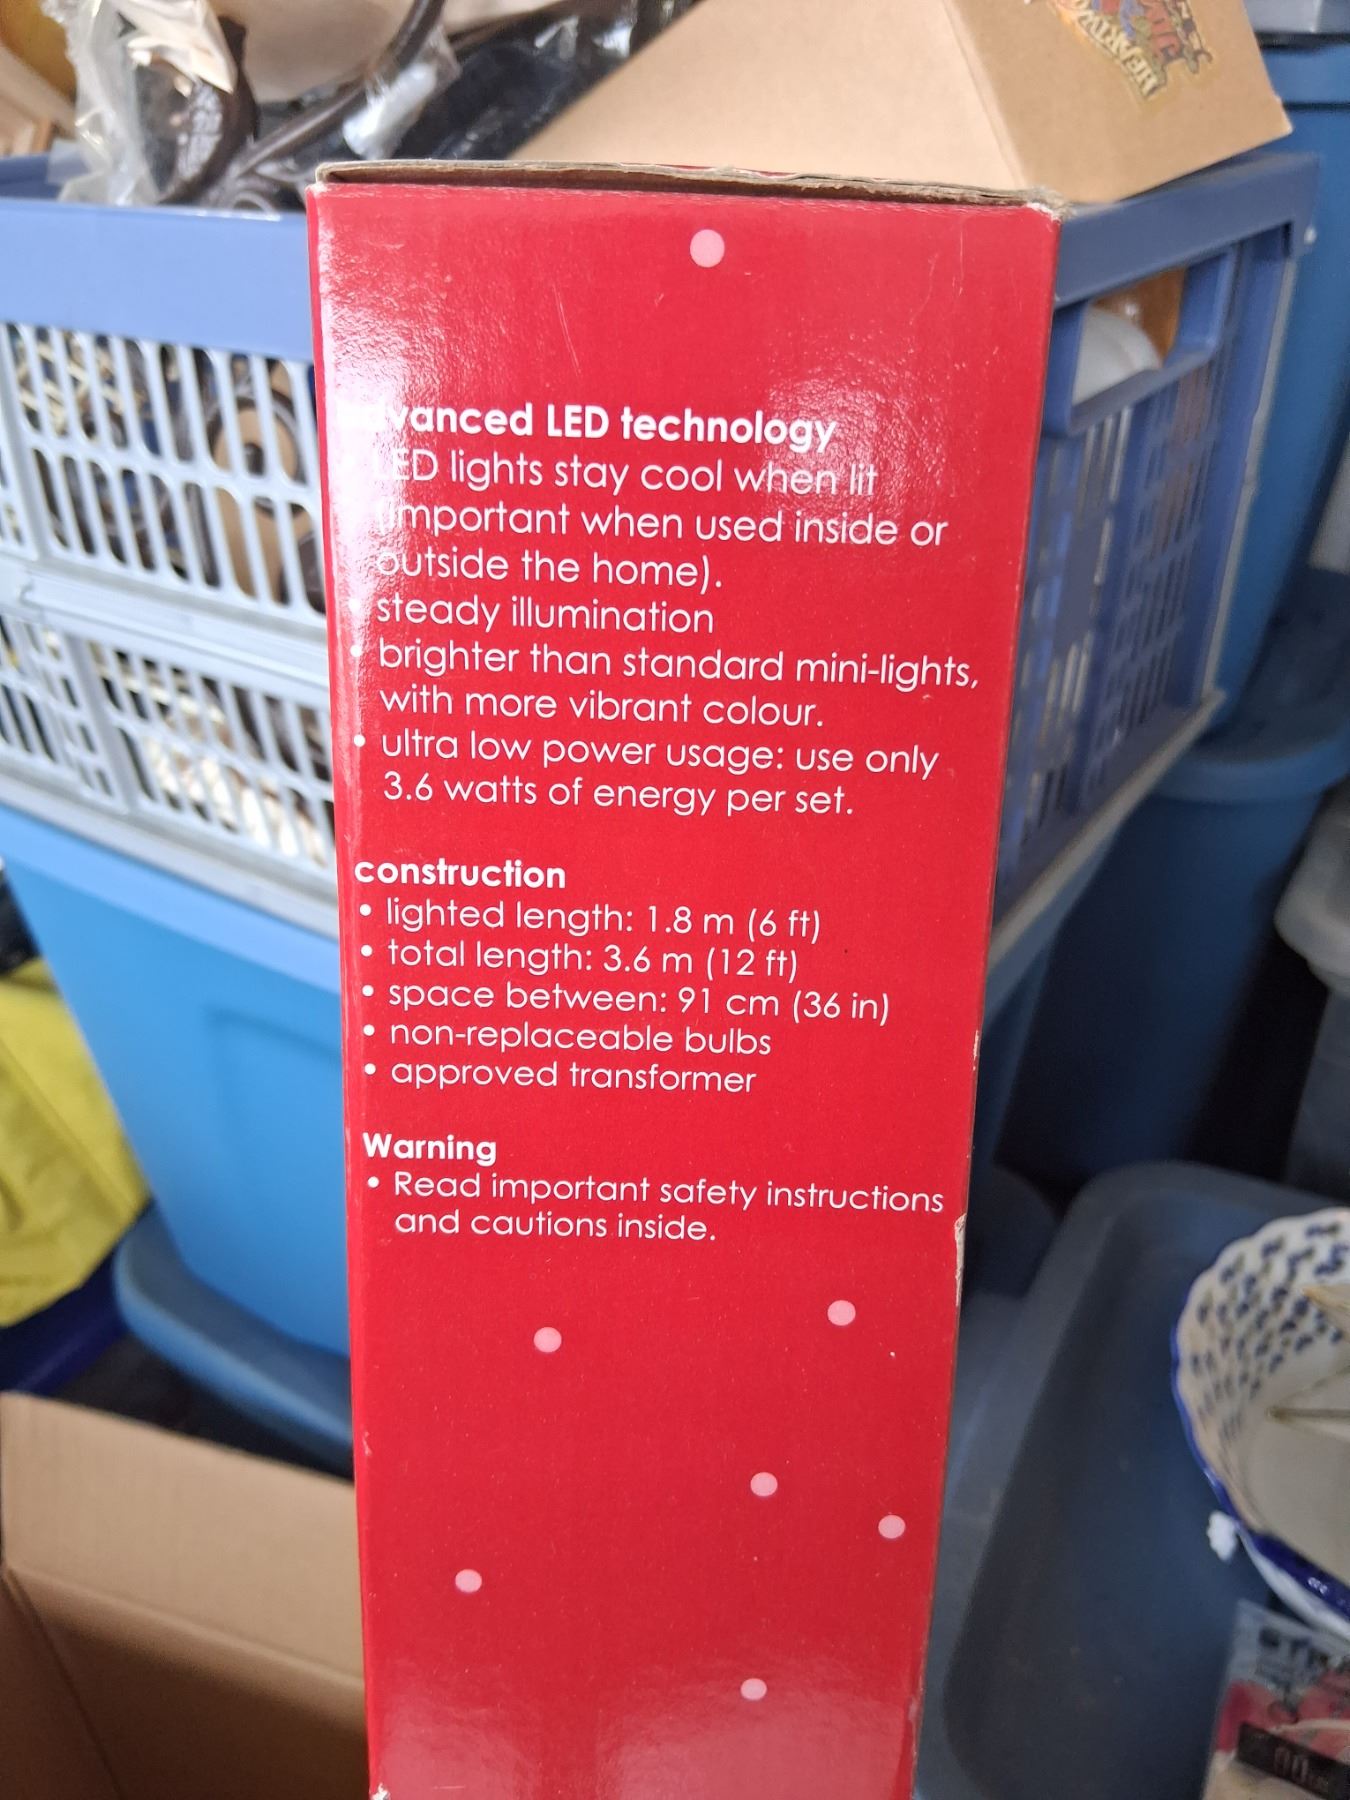 advanced LED technology
LED lights stay cool when lit
(important when used inside or
outside the home).
• steady illumination
• brighter than standard mini-lights,
with more vibrant colour.
• ultra low power usage: use only
3.6 watts of energy per set.
construction
• lighted length: 1.8 m (6 ft)
• total length: 3.6 m (12 ft)
• space between: 91 cm (36 in)
• non-replaceable bulbs
• approved transformer
Warning
• Read important safety instructions
and cautions inside.